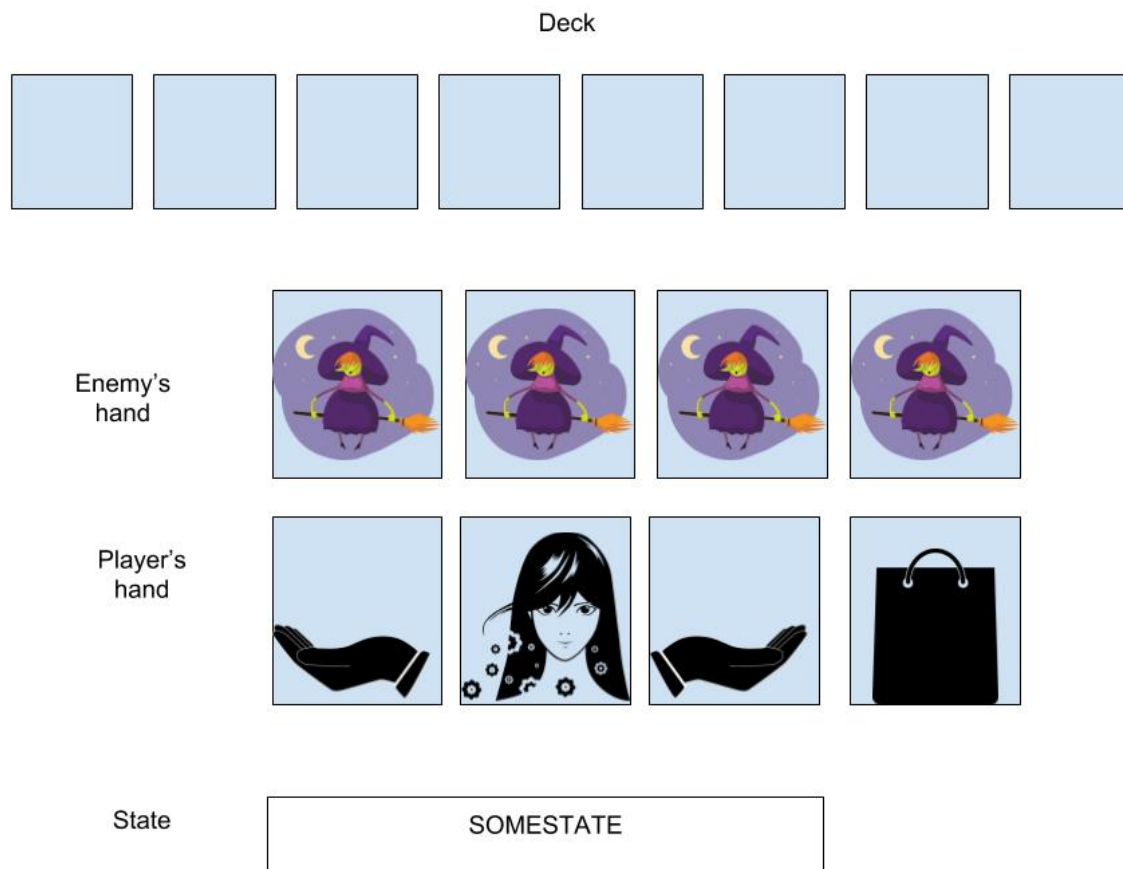 Deck
Enemy’s
hand
Player’s
hand
State
SOMESTATE